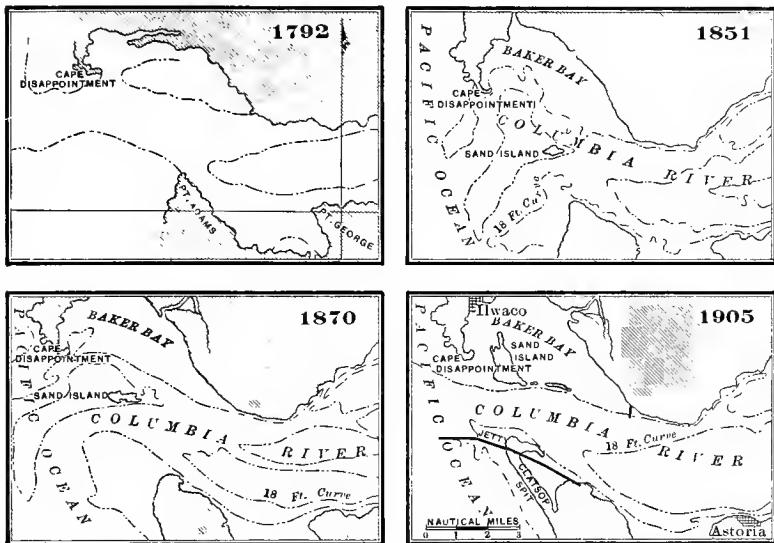 1792
CAPE
DISAPPOINTMENT
PT. ADAMS
PT. GEORGE
1851
PACIFIC OCEAN
BAKER BAY
CAPE
DISAPPOINTMENT
COLUMBIA RIVER
SAND ISLAND
18 Ft. Curve
1870
PACIFIC OCEAN
BAKER BAY
CAPE
DISAPPOINTMENT
SAND ISLAND
COLUMBIA RIVER
18 Ft. Curve
1905
PACIFIC OCEAN
Ilwaco
BAKER BAY
SAND
ISLAND
CAPE
DISAPPOINTMENT
COLUMBIA RIVER
18 Ft. Curve
JETTY
CLATSOP
SPIT
NAUTICAL MILES
0 1 2 3
Astoria